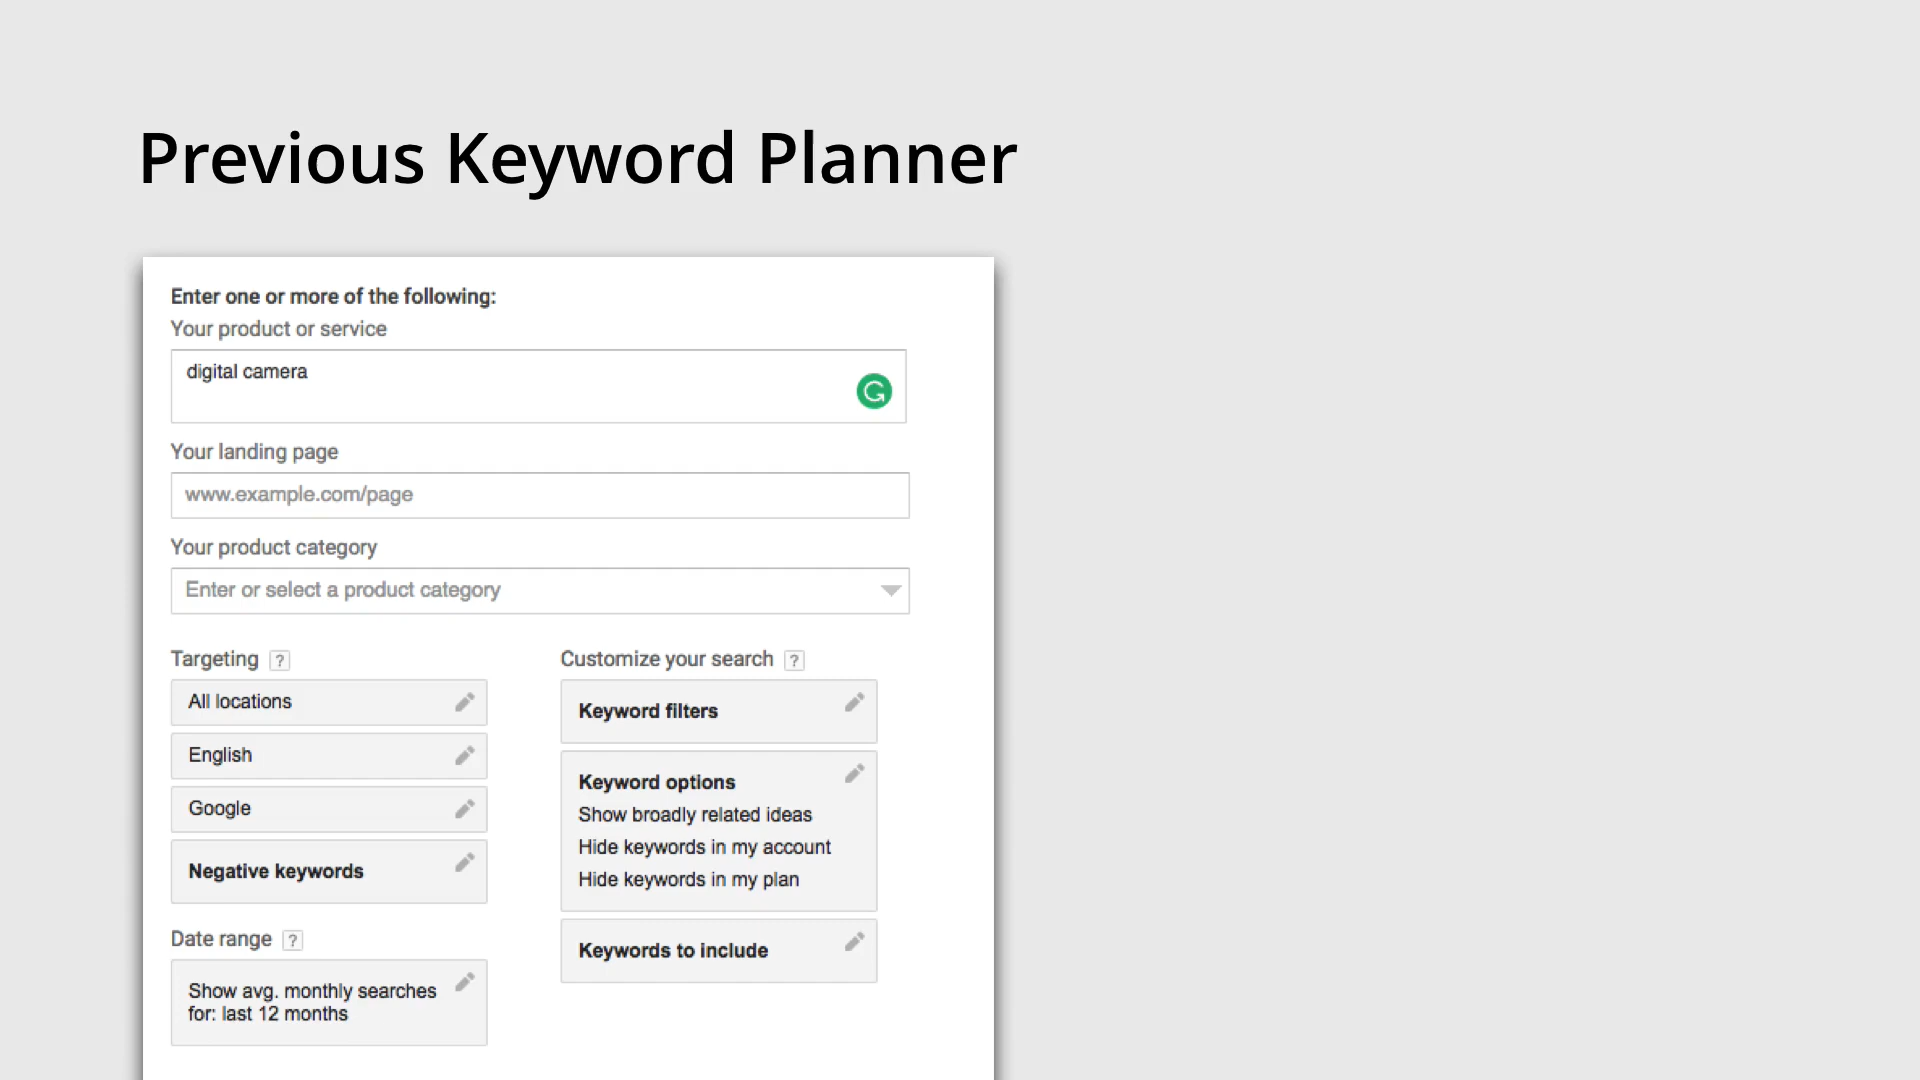 Previous Keyword Planner
Enter one or more of the following:
Your product or service
digital camera
Your landing page
www.example.com/page
Your product category
Enter or select a product category
Targeting ?
All locations
English
Google
Negative keywords
Date range ?
Show avg. monthly searches
for: last 12 months
Customize your search ?
Keyword filters
Keyword options
Show broadly related ideas
Hide keywords in my account
Hide keywords in my plan
Keywords to include